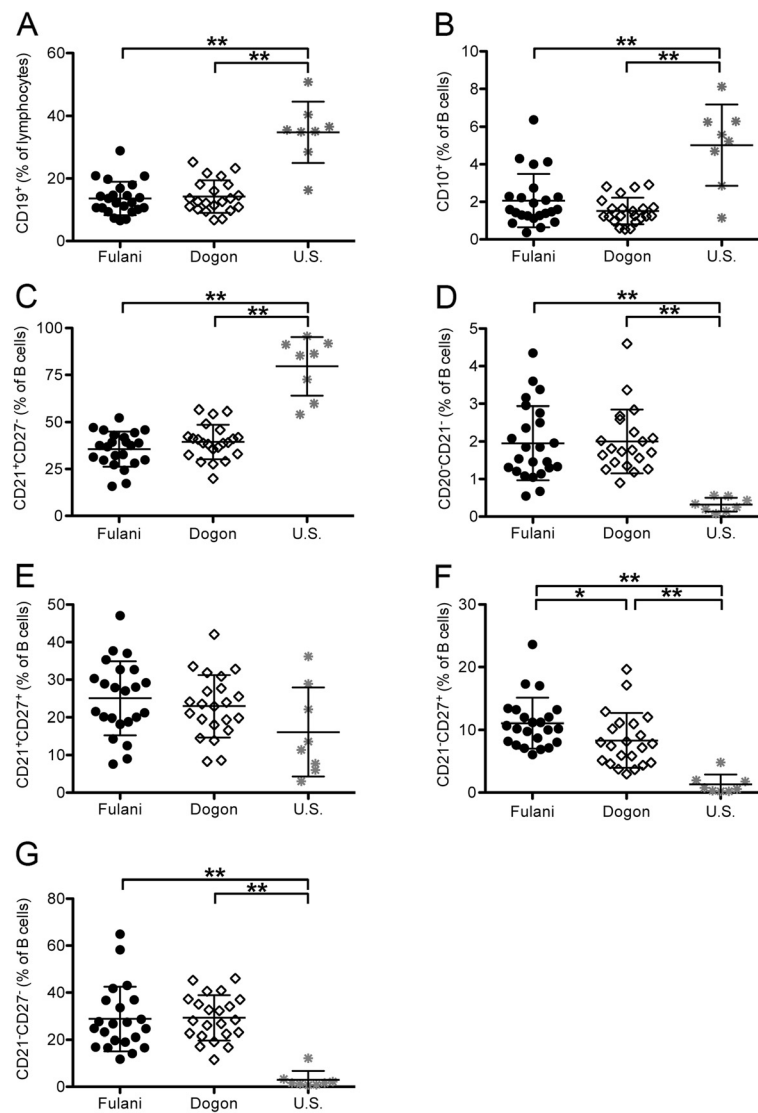 A
CD19⁺ (% of lymphocytes)
60
40
20
0
**
**
Fulani Dogon U.S.
B
CD10⁺ (% of B cells)
10
8
6
4
2
0
**
**
Fulani Dogon U.S.
C
CD21⁺CD27⁻ (% of B cells)
100
75
50
25
0
**
**
Fulani Dogon U.S.
D
CD20⁻CD21⁻ (% of B cells)
5
4
3
2
1
0
**
**
Fulani Dogon U.S.
E
CD21⁺CD27⁺ (% of B cells)
50
40
30
20
10
0
Fulani Dogon U.S.
F
CD21⁻CD27⁺ (% of B cells)
30
20
10
0
**
* **
Fulani Dogon U.S.
G
CD21⁻CD27⁻ (% of B cells)
80
60
40
20
0
**
**
Fulani Dogon U.S.